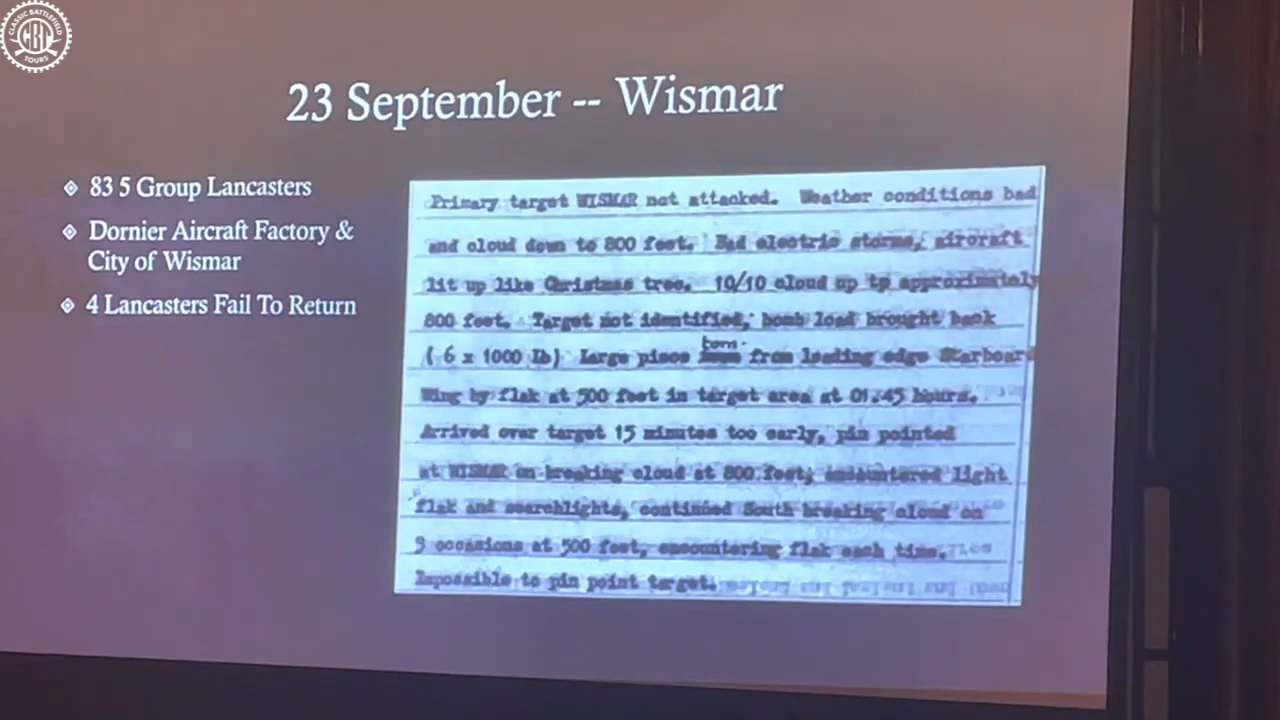 CLASSIC BATTLEFIELD
CBT
TOURS
23 September -- Wismar
83 5 Group Lancasters
Dornier Aircraft Factory &
City of Wismar
4 Lancasters Fail To Return
Primary target WISMAR not attacked. Weather conditions bad
and cloud down to 800 feet. Bad electric storms, aircraft
lit up like Christmas tree. 10/10 cloud up tp approximately
800 feet. Target not identified, bomb load brought back
torn
( 6 x 1000 lb) Large piece from leading edge Starboard
Wing by flak at 500 feet in target area at 01.45 hours.
Arrived over target 15 minutes too early, pin pointed
at WISMAR on breaking cloud at 800 feet; encountered light
flak and searchlights, continued South breaking cloud on
occasions at 500 feet, encountering flak each time.
Impossible to pin point target.